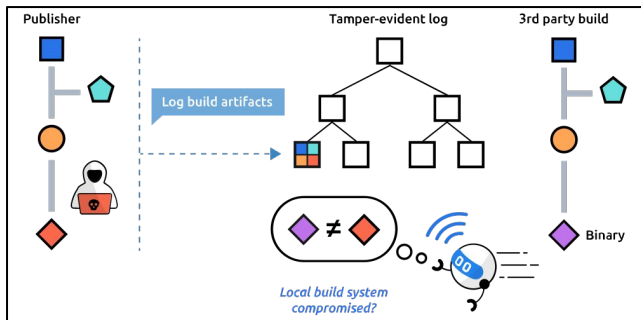 Publisher
Tamper-evident log
3rd party build
Log build artifacts
≠
Binary
Local build system
compromised?